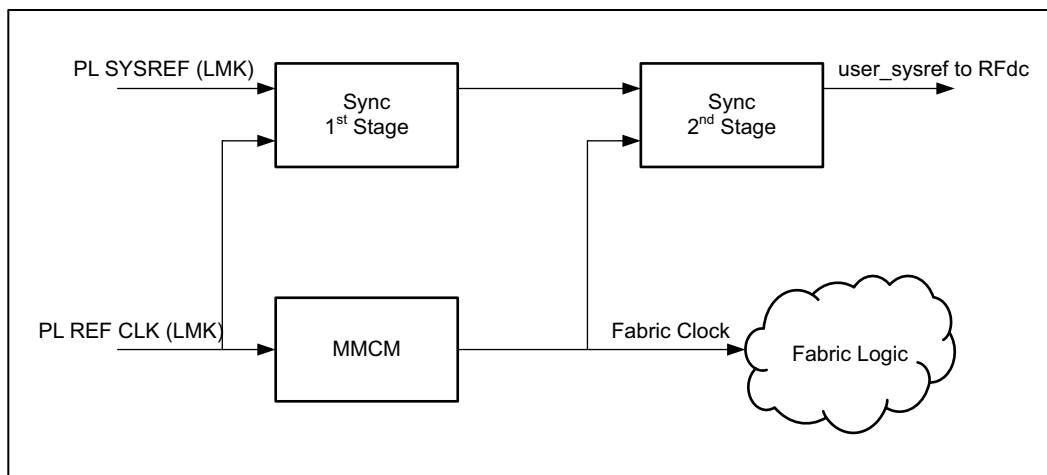 PL SYSREF (LMK)
Sync
1st Stage
Sync
2nd Stage
user_sysref to RFdc
PL REF CLK (LMK)
MMCM
Fabric Clock
Fabric Logic